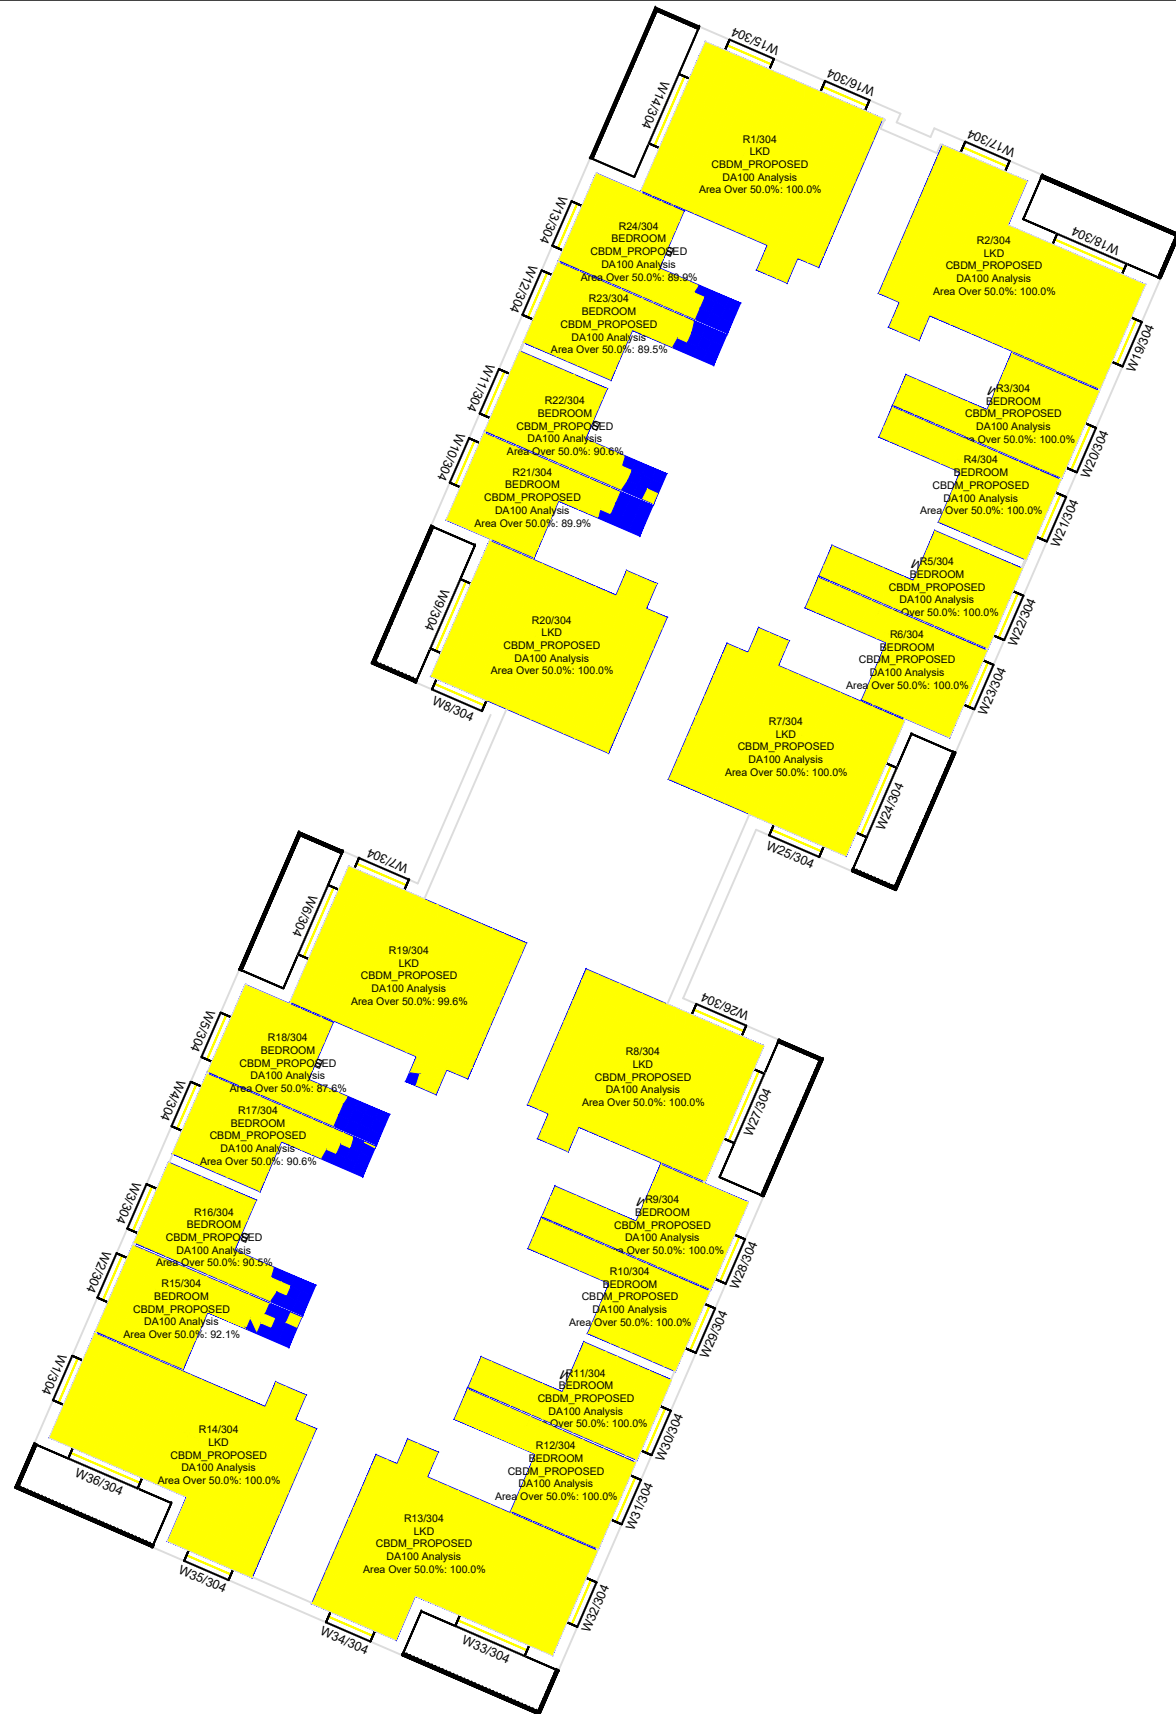 W15/304
W16/304
W14/304
R1/304
LKD
CBDM_PROPOSED
DA100 Analysis
Area Over 50.0%: 100.0%
W17/304
W18/304
R2/304
LKD
CBDM_PROPOSED
DA100 Analysis
Area Over 50.0%: 100.0%
W19/304
W13/304
R24/304
BEDROOM
CBDM_PROPOSED
DA100 Analysis
Area Over 50.0%: 89.9%
W12/304
R23/304
BEDROOM
CBDM_PROPOSED
DA100 Analysis
Area Over 50.0%: 89.5%
R3/304
BEDROOM
CBDM_PROPOSED
DA100 Analysis
Area Over 50.0%: 100.0%
W20/304
W11/304
R22/304
BEDROOM
CBDM_PROPOSED
DA100 Analysis
Area Over 50.0%: 90.6%
W10/304
R21/304
BEDROOM
CBDM_PROPOSED
DA100 Analysis
Area Over 50.0%: 89.9%
R4/304
BEDROOM
CBDM_PROPOSED
DA100 Analysis
Area Over 50.0%: 100.0%
W21/304
R5/304
BEDROOM
CBDM_PROPOSED
DA100 Analysis
Over 50.0%: 100.0%
W22/304
W9/304
R20/304
LKD
CBDM_PROPOSED
DA100 Analysis
Area Over 50.0%: 100.0%
W8/304
R6/304
BEDROOM
CBDM_PROPOSED
DA100 Analysis
Area Over 50.0%: 100.0%
W23/304
R7/304
LKD
CBDM_PROPOSED
DA100 Analysis
Area Over 50.0%: 100.0%
W24/304
W25/304
W7/304
W6/304
R19/304
LKD
CBDM_PROPOSED
DA100 Analysis
Area Over 50.0%: 99.6%
W26/304
W5/304
R18/304
BEDROOM
CBDM_PROPOSED
DA100 Analysis
Area Over 50.0%: 87.6%
R8/304
LKD
CBDM_PROPOSED
DA100 Analysis
Area Over 50.0%: 100.0%
W27/304
W4/304
R17/304
BEDROOM
CBDM_PROPOSED
DA100 Analysis
Area Over 50.0%: 90.6%
W3/304
R16/304
BEDROOM
CBDM_PROPOSED
DA100 Analysis
Area Over 50.0%: 90.5%
R9/304
BEDROOM
CBDM_PROPOSED
DA100 Analysis
Area Over 50.0%: 100.0%
W28/304
W2/304
R15/304
BEDROOM
CBDM_PROPOSED
DA100 Analysis
Area Over 50.0%: 92.1%
R10/304
BEDROOM
CBDM_PROPOSED
DA100 Analysis
Area Over 50.0%: 100.0%
W29/304
W1/304
R11/304
BEDROOM
CBDM_PROPOSED
DA100 Analysis
Over 50.0%: 100.0%
W30/304
R14/304
LKD
CBDM_PROPOSED
DA100 Analysis
Area Over 50.0%: 100.0%
W36/304
R12/304
BEDROOM
CBDM_PROPOSED
DA100 Analysis
Area Over 50.0%: 100.0%
W31/304
R13/304
LKD
CBDM_PROPOSED
DA100 Analysis
Area Over 50.0%: 100.0%
W32/304
W35/304
W34/304
W33/304